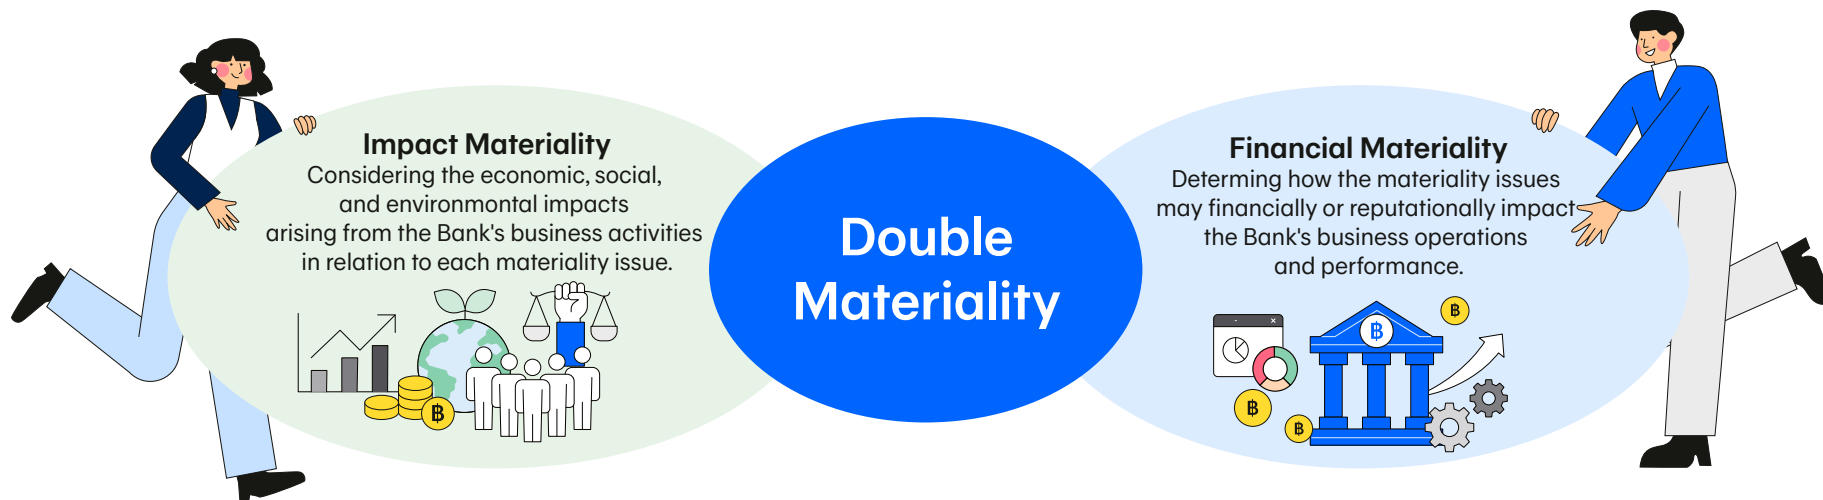 Impact Materiality
Considering the economic, social,
and environmontal impacts
arising from the Bank's business activities
in relation to each materiality issue.
Double
Materiality
Financial Materiality
Determing how the materiality issues
may financially or reputationally impact
the Bank's business operations
and performance.
฿
฿
฿
฿
฿